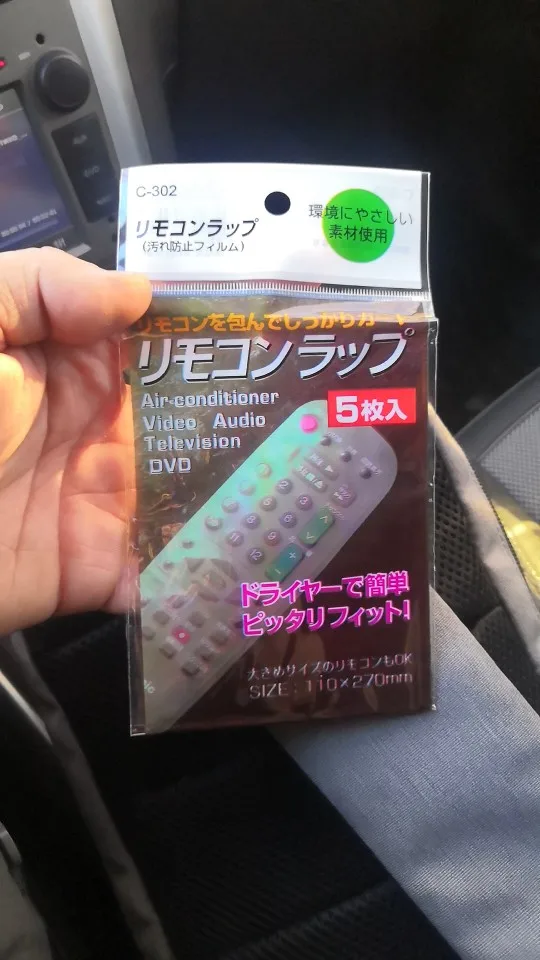 C-302
リモコンラップ
(汚れ防止フィルム)
環境にやさしい
素材使用
リモコンを包んでしっかりガード
リモコンラップ
Air-conditioner
Video Audio
Television
DVD
5枚入
ドライヤーで簡単
ピッタリフィット!
大きめサイズのリモコンもOK
SIZE:110×270mm